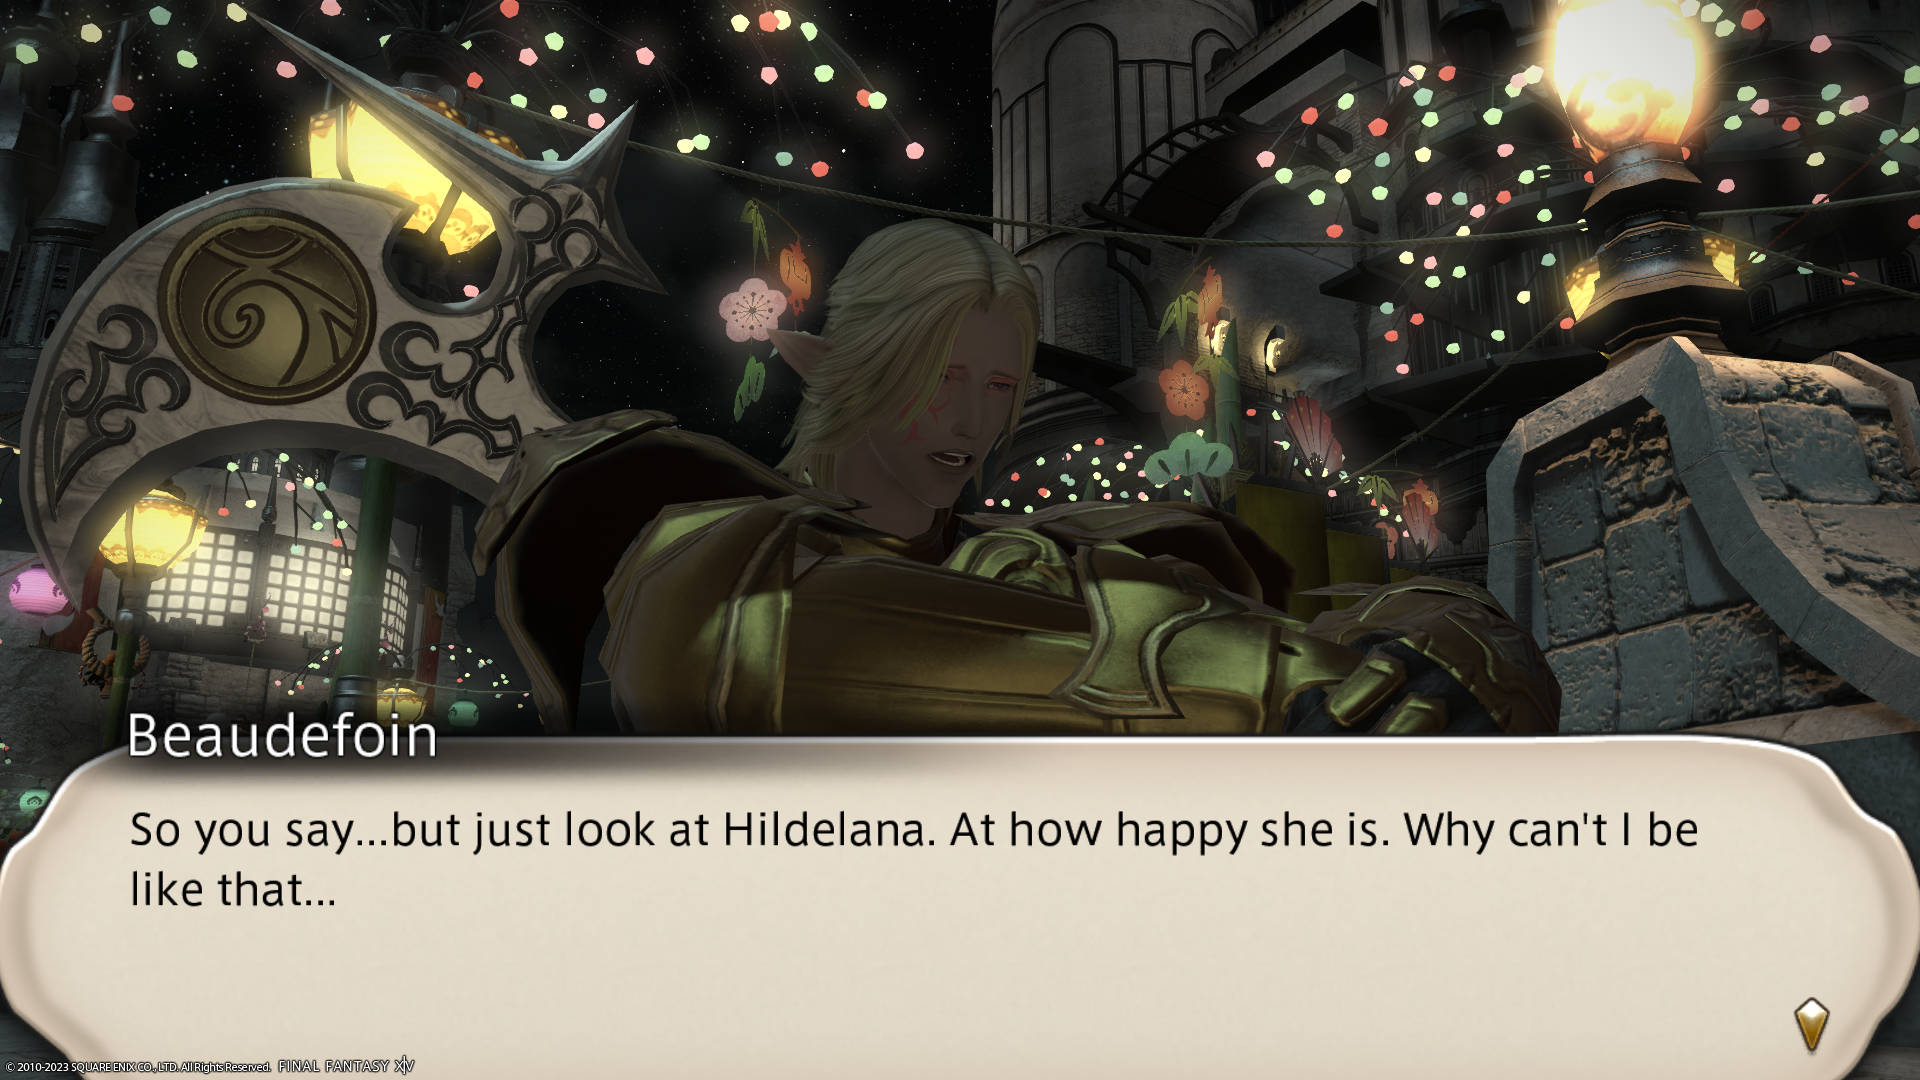 Beaudefoin
So you say...but just look at Hildelana. At how happy she is. Why can't I be
like that...
© 2010-2023 SQUARE ENIX CO., LTD. All Rights Reserved. FINAL FANTASY XIV